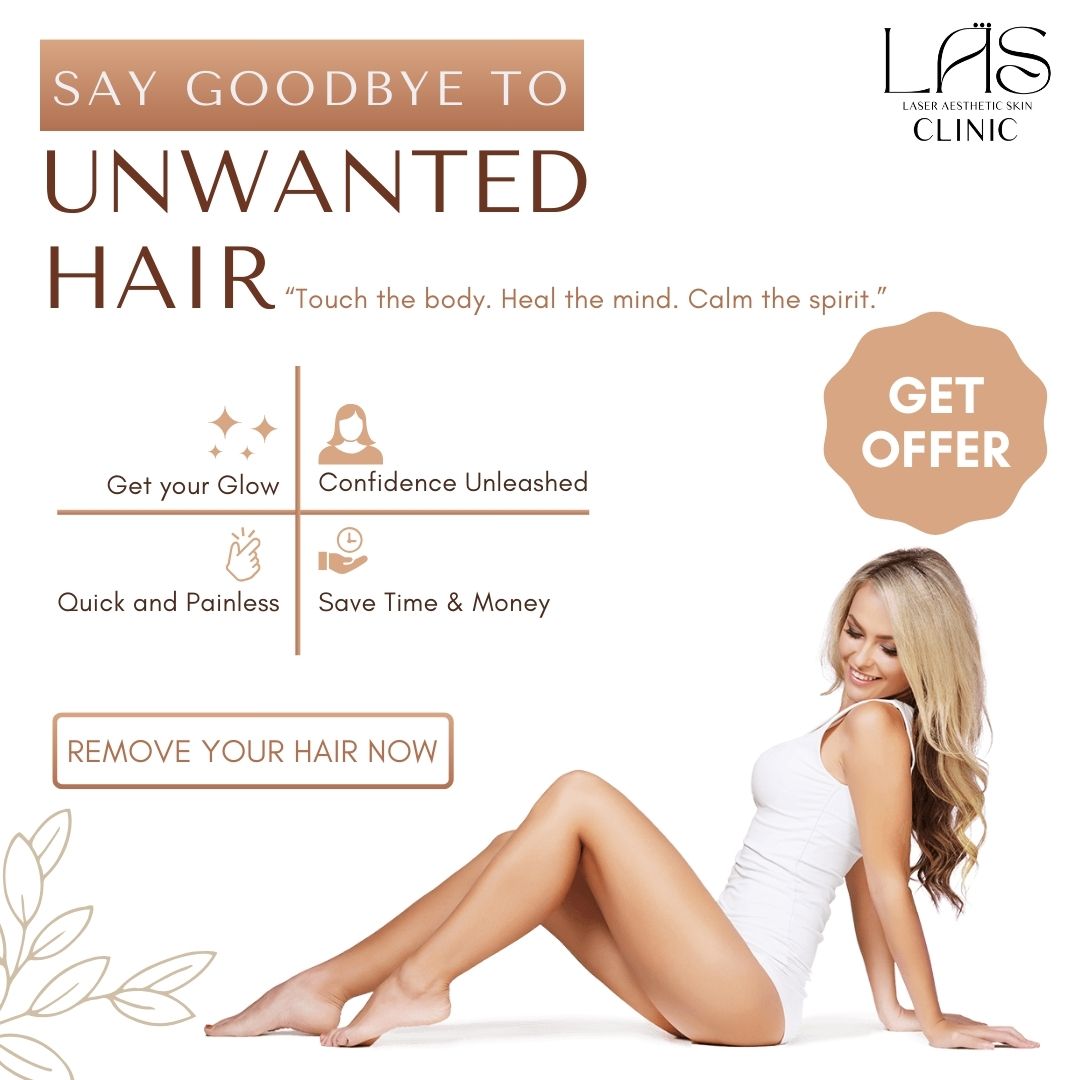 SAY GOODBYE TO
UNWANTED
HAIR
“Touch the body. Heal the mind. Calm the spirit.”
LÄS
LASER AESTHETIC SKIN
CLINIC
GET
OFFER
Get your Glow
Confidence Unleashed
Quick and Painless
Save Time & Money
REMOVE YOUR HAIR NOW